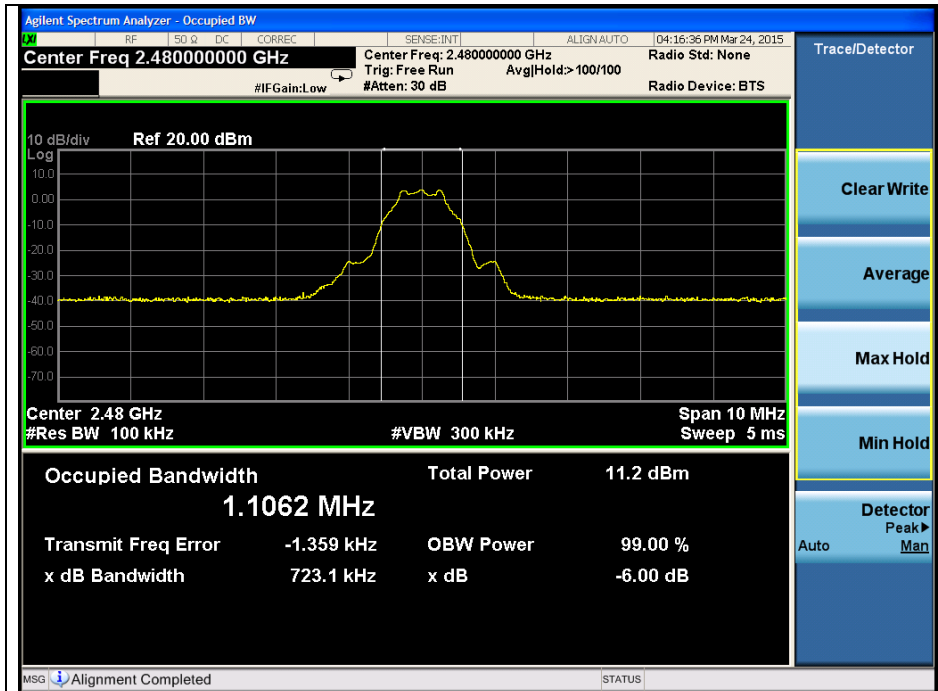 Agilent Spectrum Analyzer - Occupied BW
LXI RF 50 Ω DC CORREC SENSE:INT ALIGN AUTO 04:16:36 PM Mar 24, 2015
Center Freq 2.480000000 GHz
Center Freq: 2.480000000 GHz Radio Std: None
Trig: Free Run Avg|Hold:> 100/100
#IFGain:Low #Atten: 30 dB Radio Device: BTS
Trace/Detector
10 dB/div Ref 20.00 dBm
Log
10.0
0.00
-10.0
-20.0
-30.0
-40.0
-50.0
-60.0
-70.0
Center 2.48 GHz Span 10 MHz
#Res BW 100 kHz #VBW 300 kHz Sweep 5 ms
Occupied Bandwidth Total Power 11.2 dBm
1.1062 MHz
Transmit Freq Error -1.359 kHz OBW Power 99.00 %
x dB Bandwidth 723.1 kHz x dB -6.00 dB
Clear Write
Average
Max Hold
Min Hold
Detector
Peak▶
Auto Man
MSG Alignment Completed STATUS